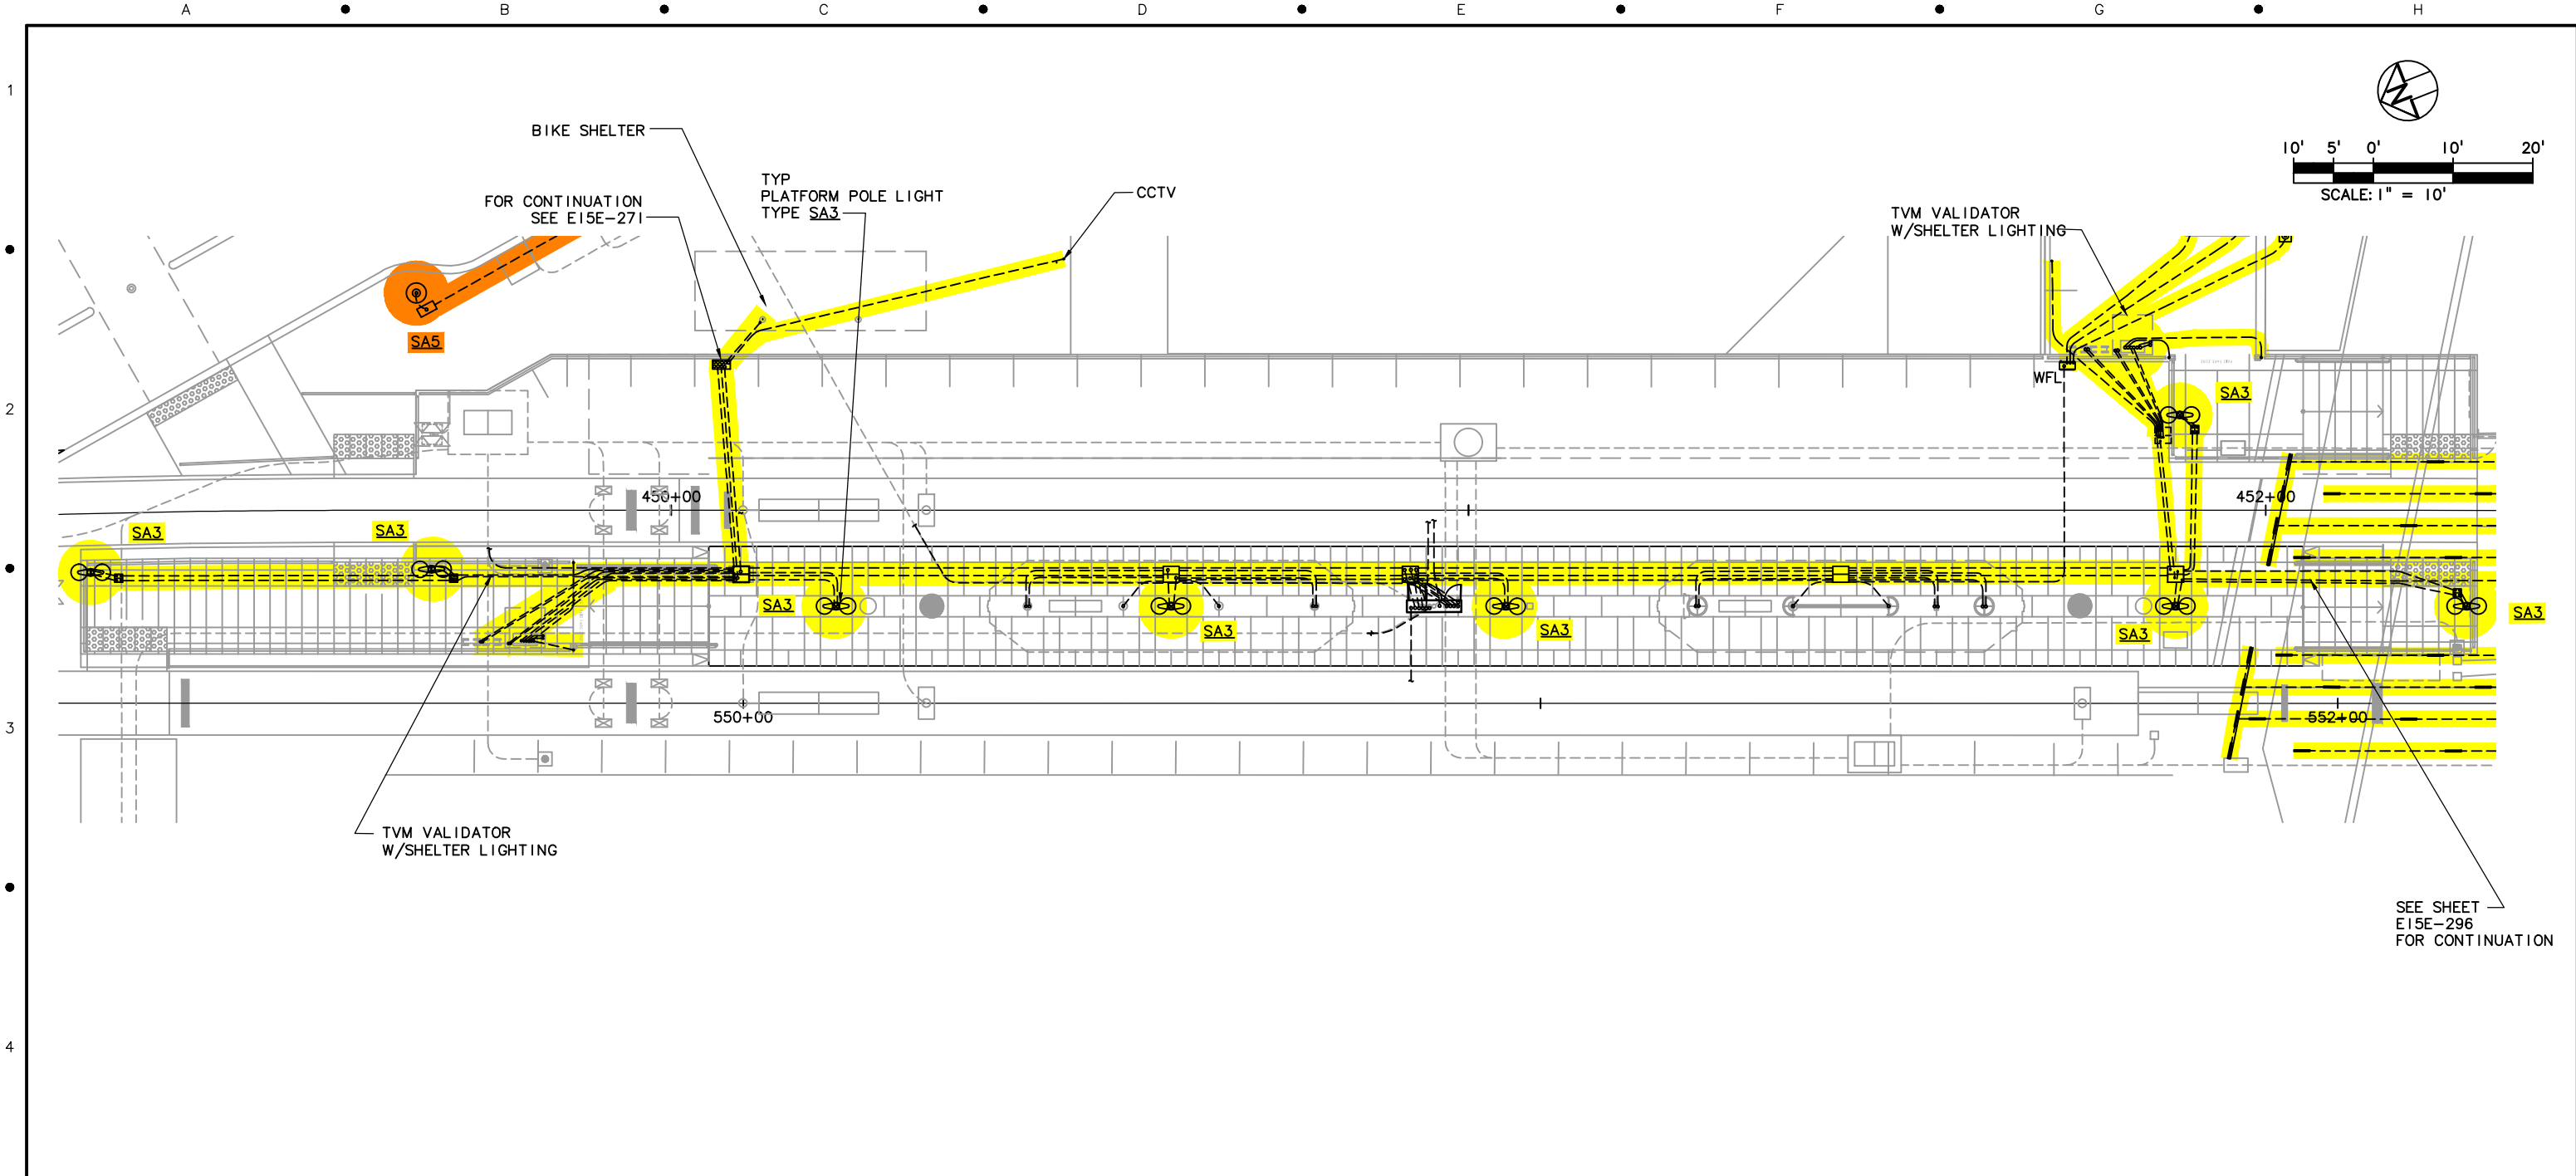 A B C D E F G H
1
BIKE SHELTER
TYP
PLATFORM POLE LIGHT
TYPE SA3
FOR CONTINUATION
SEE E15E-271
CCTV
TVM VALIDATOR
W/SHELTER LIGHTING
10' 5' 0' 10' 20'
SCALE: 1" = 10'
SA5
WFL
2
SA3
450+00
452+00
SA3
SA3
SA3
SA3
SA3
SA3
SA3
550+00
552+00
3
TVM VALIDATOR
W/SHELTER LIGHTING
SEE SHEET
E15E-296
FOR CONTINUATION
4